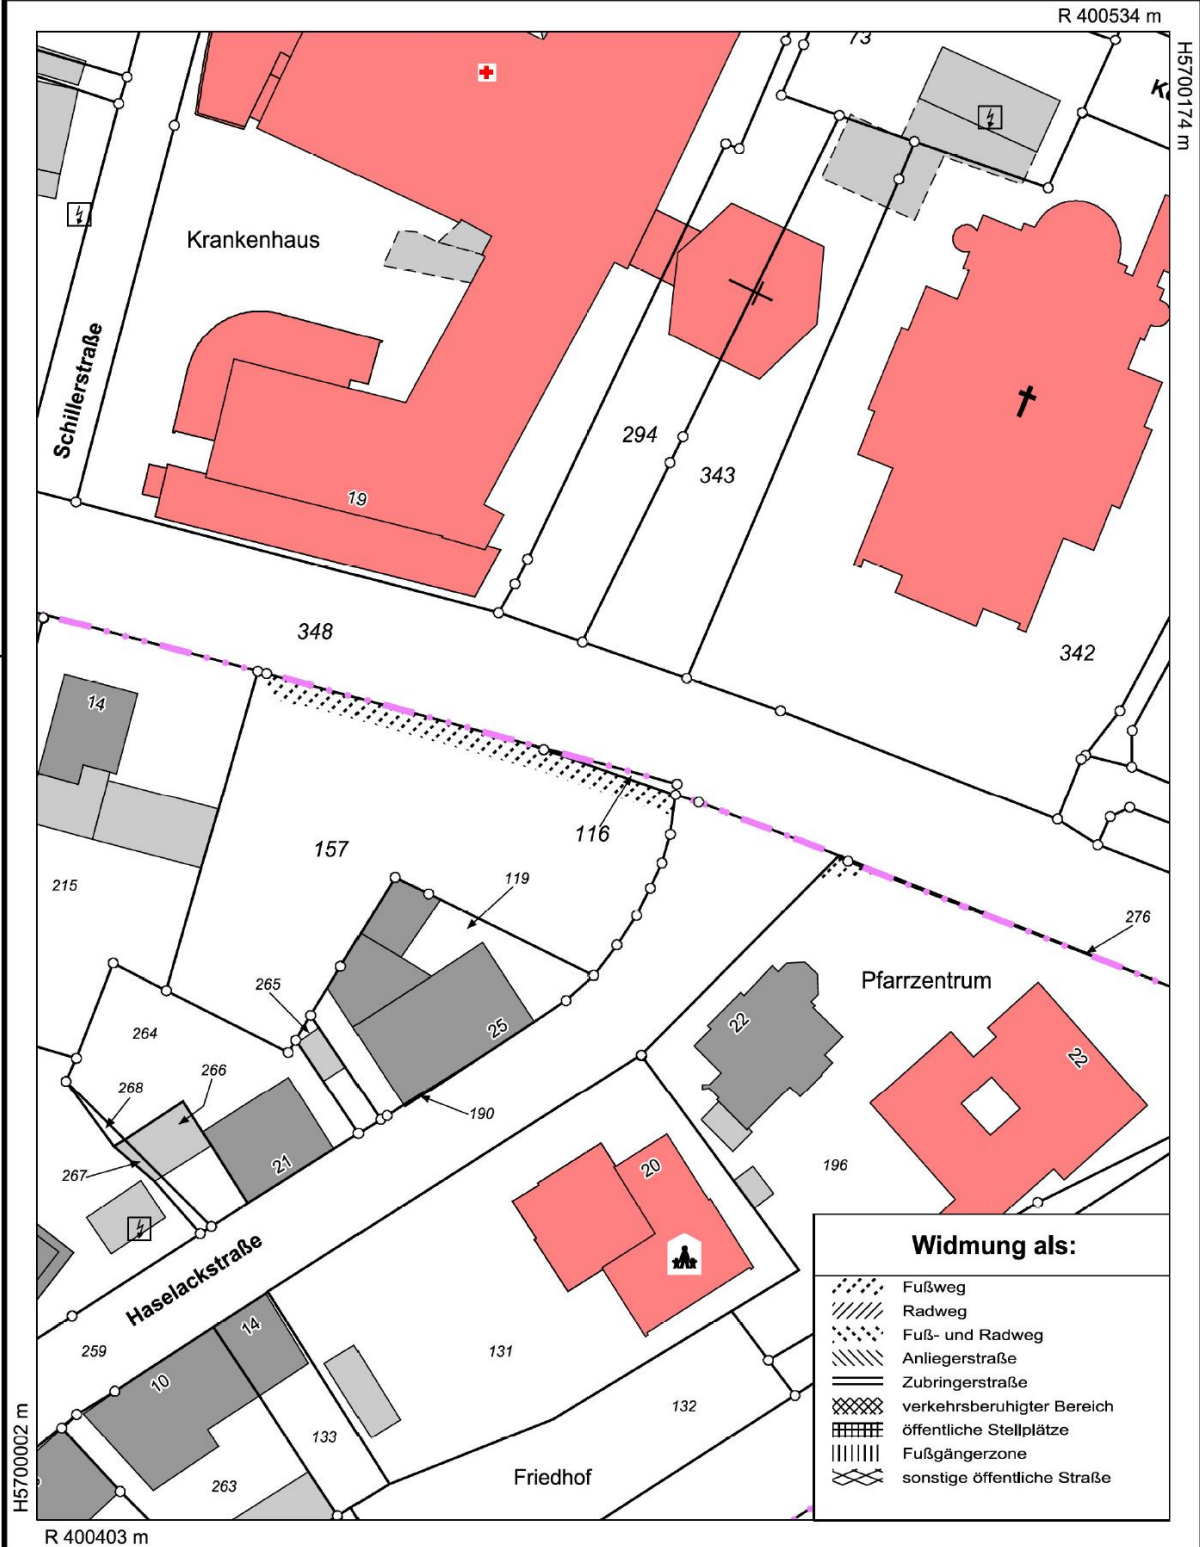 R 400534 m
H5700174 m
73
Krankenhaus
Schillerstraße
294
343
19
348
342
14
116
157
215
119
276
Pfarrzentrum
265
25
22
22
264
268
266
190
267
21
20
196
Haselackstraße
14
259
10
131
132
133
263
Friedhof
Widmung als:
Fußweg
Radweg
Fuß- und Radweg
Anliegerstraße
Zubringerstraße
verkehrsberuhigter Bereich
öffentliche Stellplätze
Fußgängerzone
sonstige öffentliche Straße
H5700002 m
R 400403 m